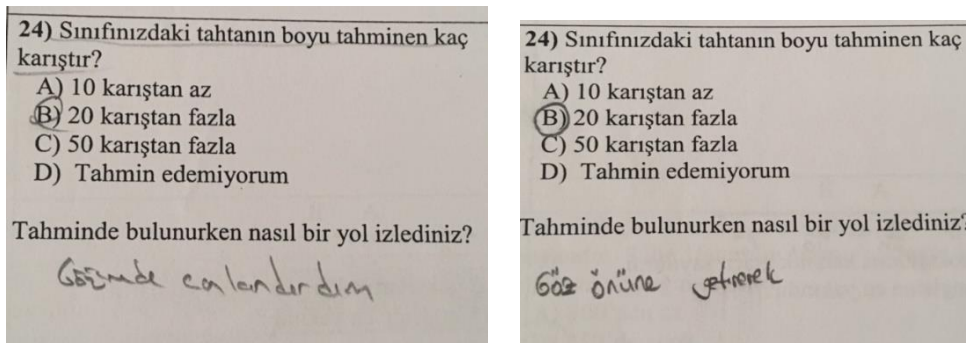 24) Sınıfınızdaki tahtanın boyu tahminen kaç
karıştır?
A) 10 karıştan az
B) 20 karıştan fazla
C) 50 karıştan fazla
D) Tahmin edemiyorum
Tahminde bulunurken nasıl bir yol izlediniz?
Gözümde canlandırdım
24) Sınıfınızdaki tahtanın boyu tahminen kaç
karıştır?
A) 10 karıştan az
B) 20 karıştan fazla
C) 50 karıştan fazla
D) Tahmin edemiyorum
Tahminde bulunurken nasıl bir yol izlediniz?
Göz önüne getirerek